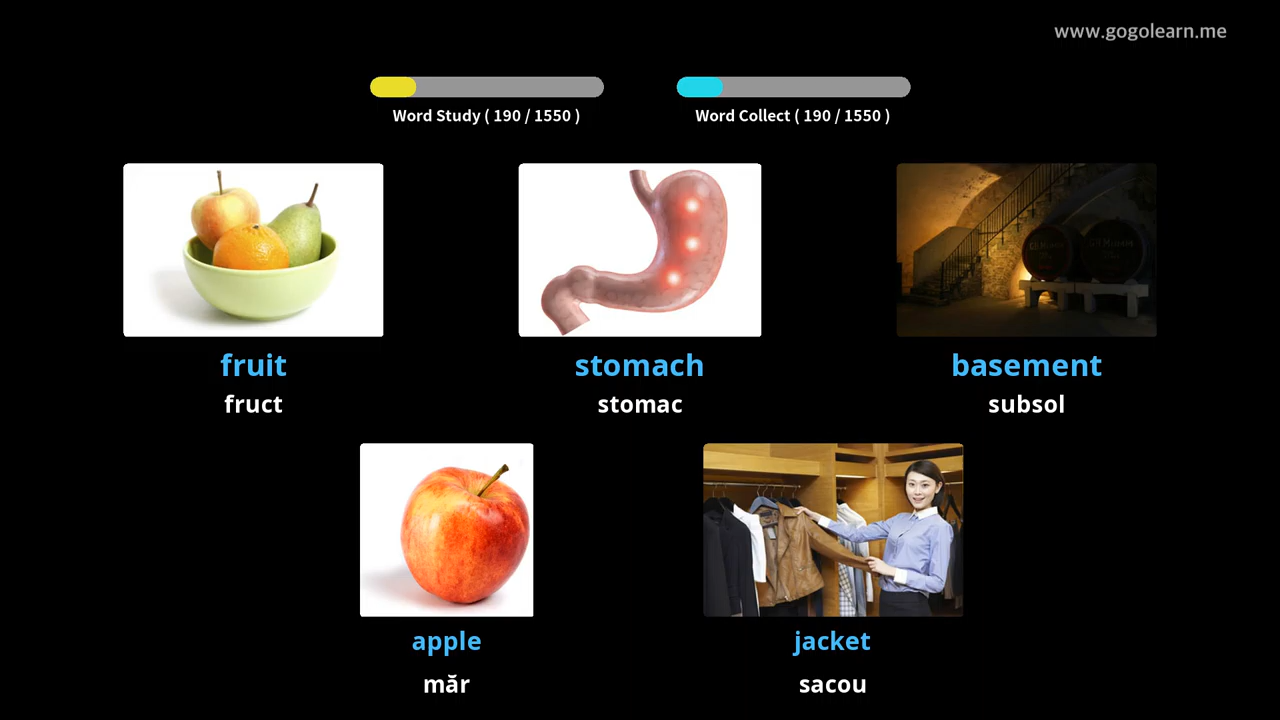 www.gogolearn.me
Word Study ( 190 / 1550 )
Word Collect ( 190 / 1550 )
fruit
fruct
stomach
stomac
basement
subsol
apple
măr
jacket
sacou